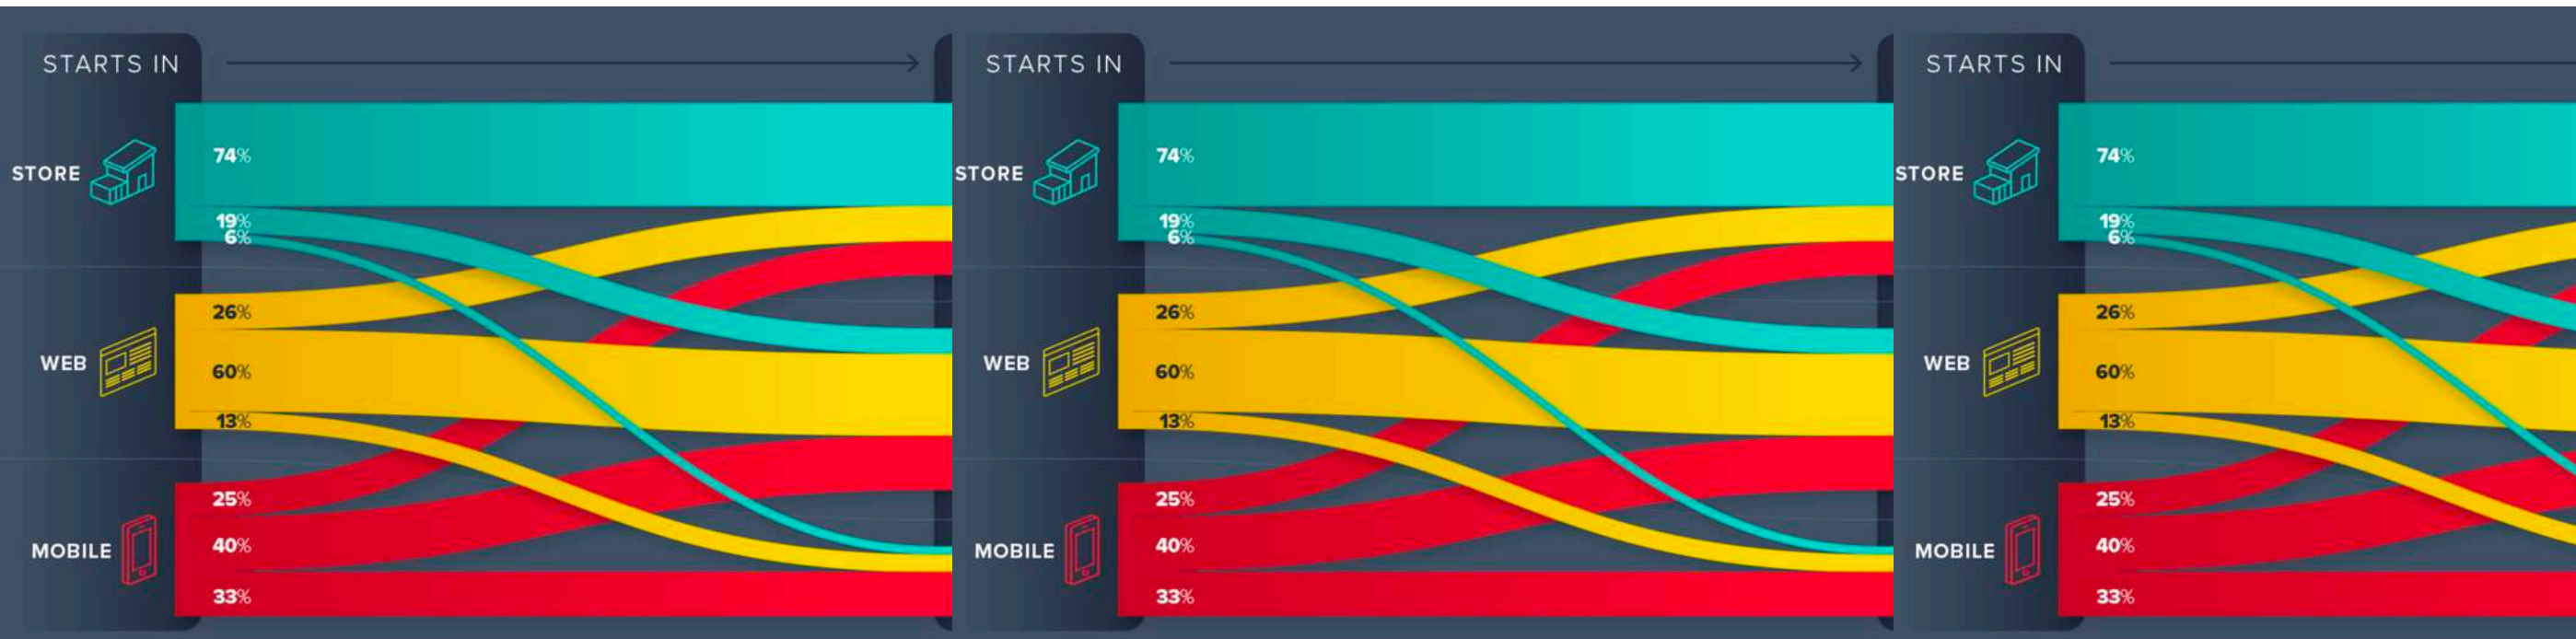 STARTS IN
74%
STORE
19%
6%
26%
WEB
60%
13%
25%
40%
MOBILE
33%
STARTS IN
74%
STORE
19%
6%
26%
WEB
60%
13%
25%
40%
MOBILE
33%
STARTS IN
74%
STORE
19%
6%
26%
WEB
60%
13%
25%
40%
MOBILE
33%